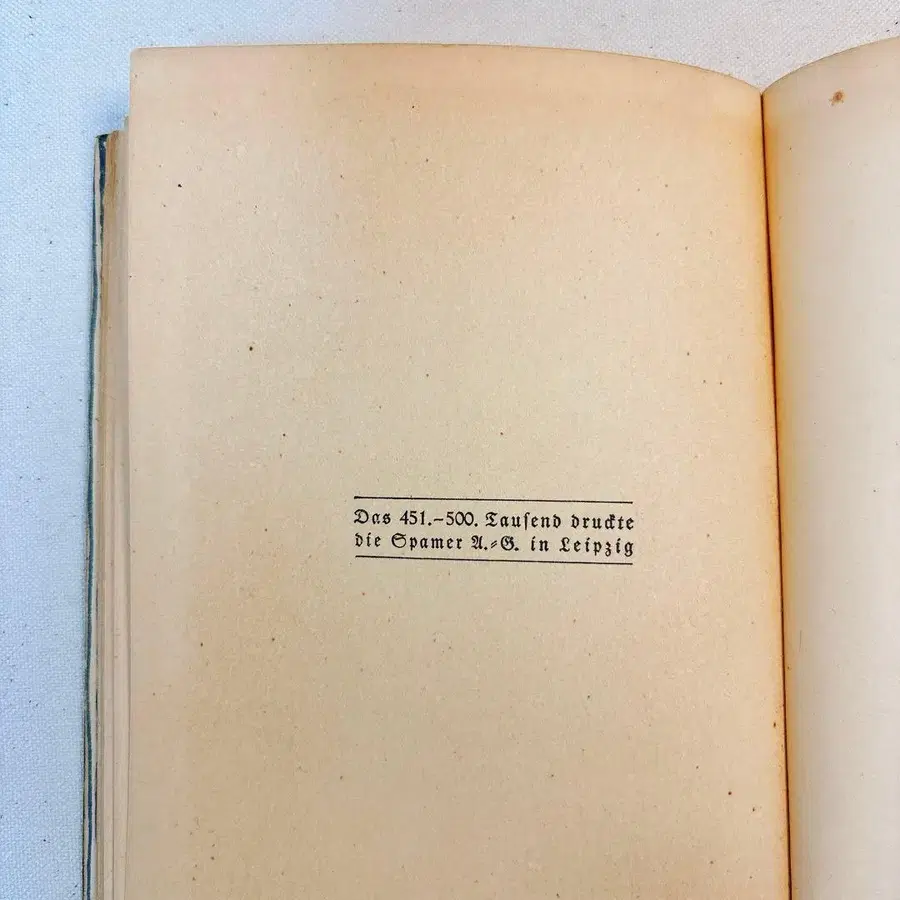 Das 451.–500. Tauſend druckte
die Spamer A.⸗G. in Leipzig